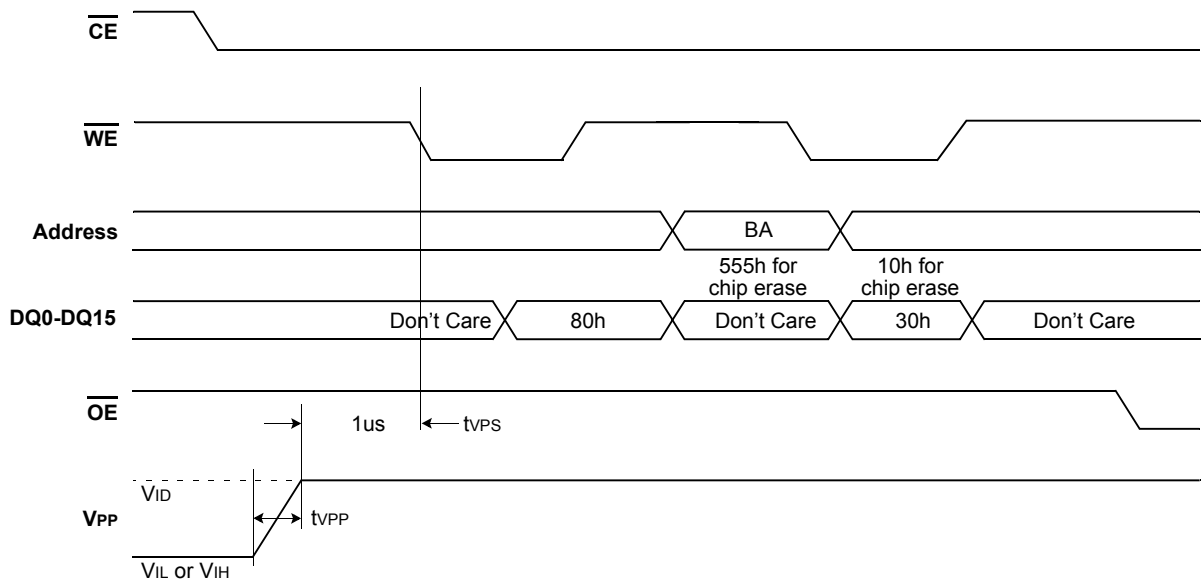 CE
WE
Address
BA
555h for
chip erase
10h for
chip erase
DQ0-DQ15
Don't Care
80h
Don't Care
30h
Don't Care
OE
1us
tVPS
VID
VPP
tVPP
VIL or VIH